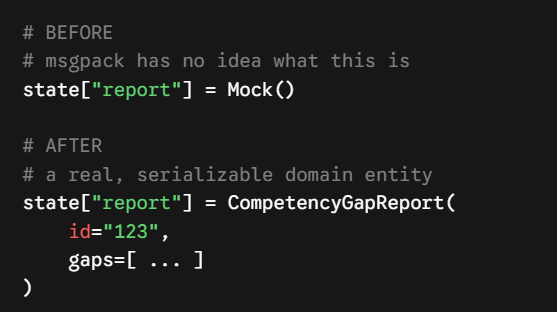 # BEFORE
# msgpack has no idea what this is
state["report"] = Mock()
# AFTER
# a real, serializable domain entity
state["report"] = CompetencyGapReport(
    id="123",
    gaps=[ ... ]
)